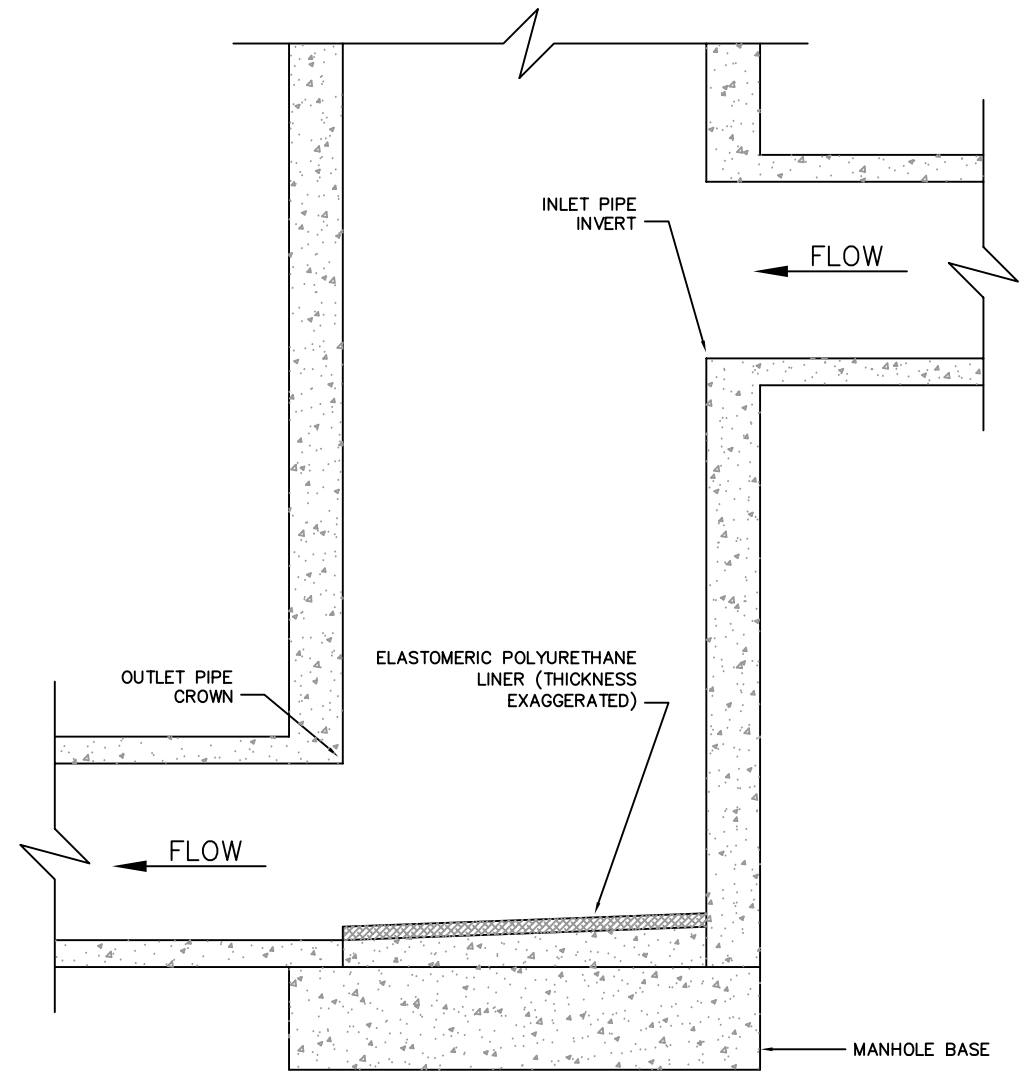 INLET PIPE
INVERT
FLOW
ELASTOMERIC POLYURETHANE
LINER (THICKNESS
EXAGGERATED)
OUTLET PIPE
CROWN
FLOW
MANHOLE BASE